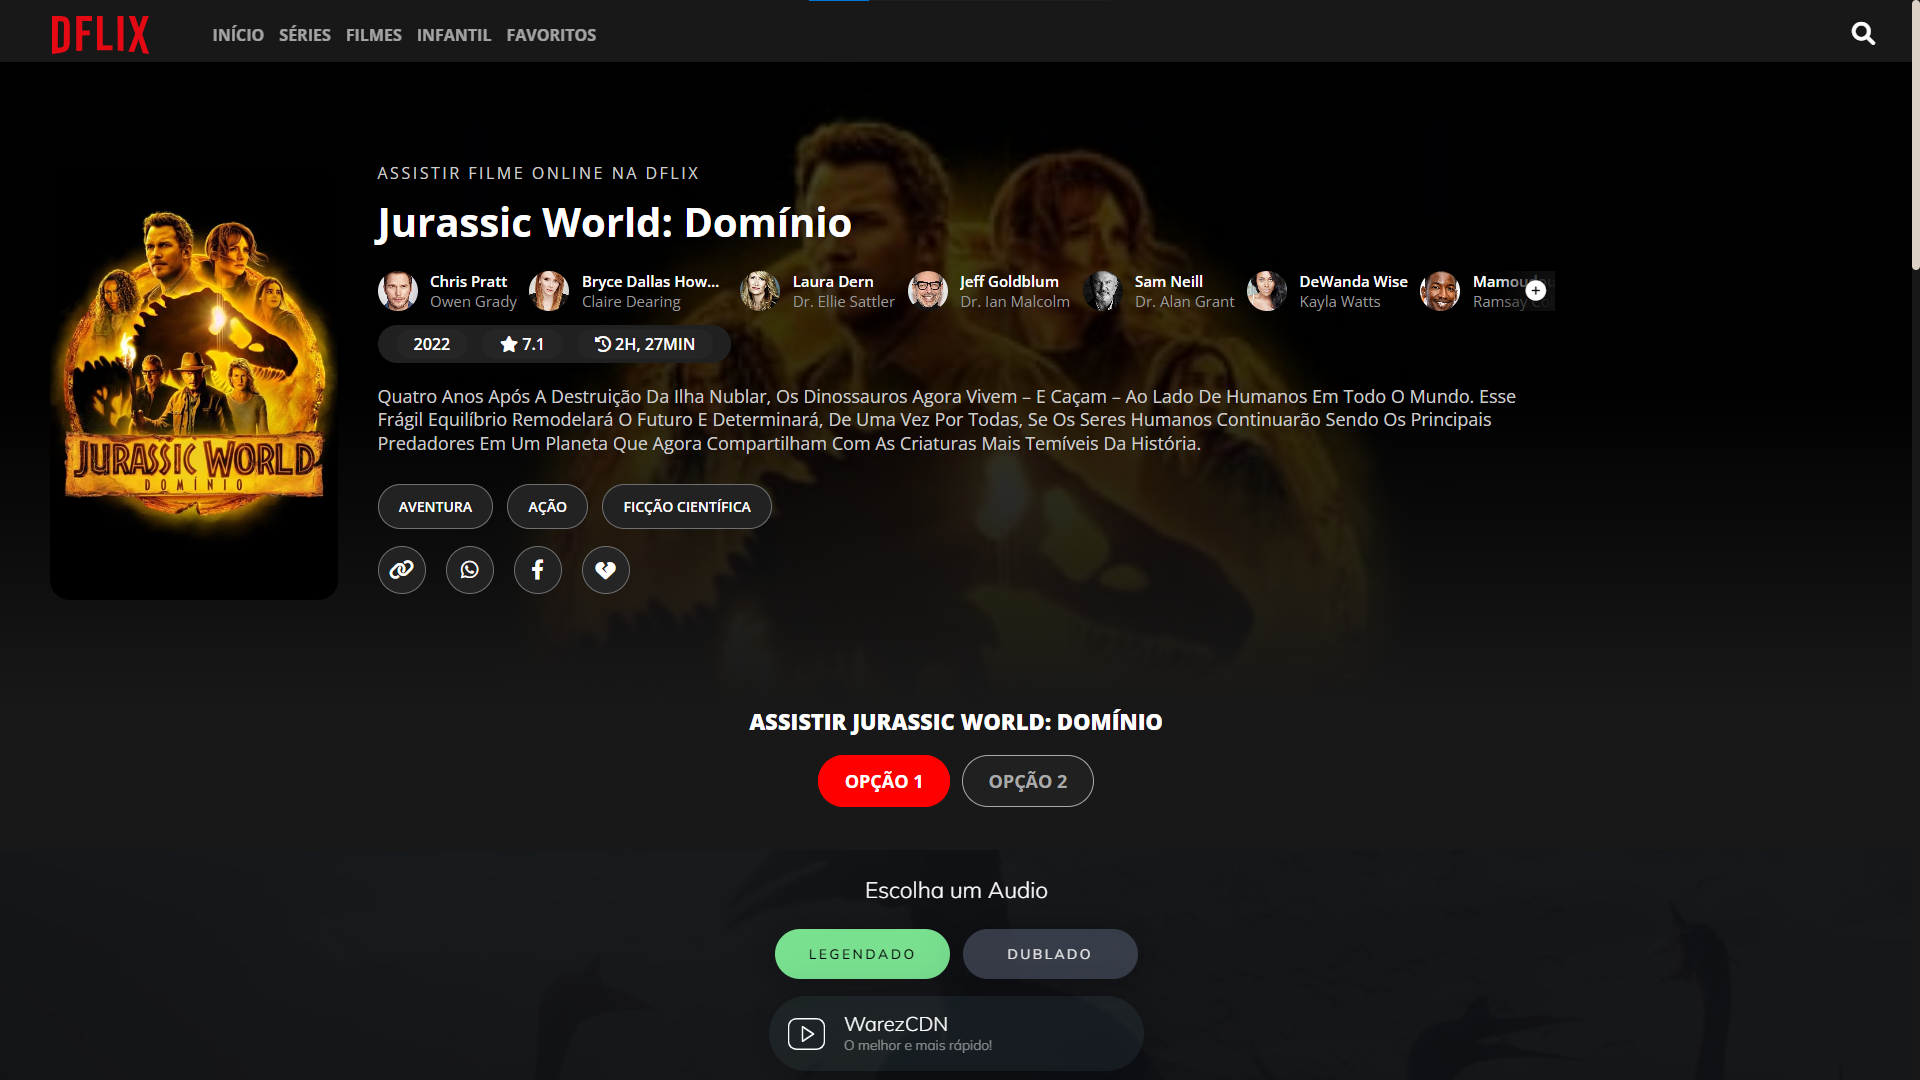 DFLIX
INÍCIO SÉRIES FILMES INFANTIL FAVORITOS
ASSISTIR FILME ONLINE NA DFLIX
Jurassic World: Domínio
Chris Pratt
Owen Grady
Bryce Dallas How...
Claire Dearing
Laura Dern
Dr. Ellie Sattler
Jeff Goldblum
Dr. Ian Malcolm
Sam Neill
Dr. Alan Grant
DeWanda Wise
Kayla Watts
Ramsay
2022 7.1 2H, 27MIN
Quatro Anos Após A Destruição Da Ilha Nublar, Os Dinossauros Agora Vivem – E Caçam – Ao Lado De Humanos Em Todo O Mundo. Esse
Frágil Equilíbrio Remodelará O Futuro E Determinará, De Uma Vez Por Todas, Se Os Seres Humanos Continuarão Sendo Os Principais
Predadores Em Um Planeta Que Agora Compartilham Com As Criaturas Mais Temíveis Da História.
JURASSIC WORLD
DOMÍNIO
AVENTURA AÇÃO FICÇÃO CIENTÍFICA
ASSISTIR JURASSIC WORLD: DOMÍNIO
OPÇÃO 1 OPÇÃO 2
Escolha um Audio
LEGENDADO DUBLADO
WarezCDN
O melhor e mais rápido!